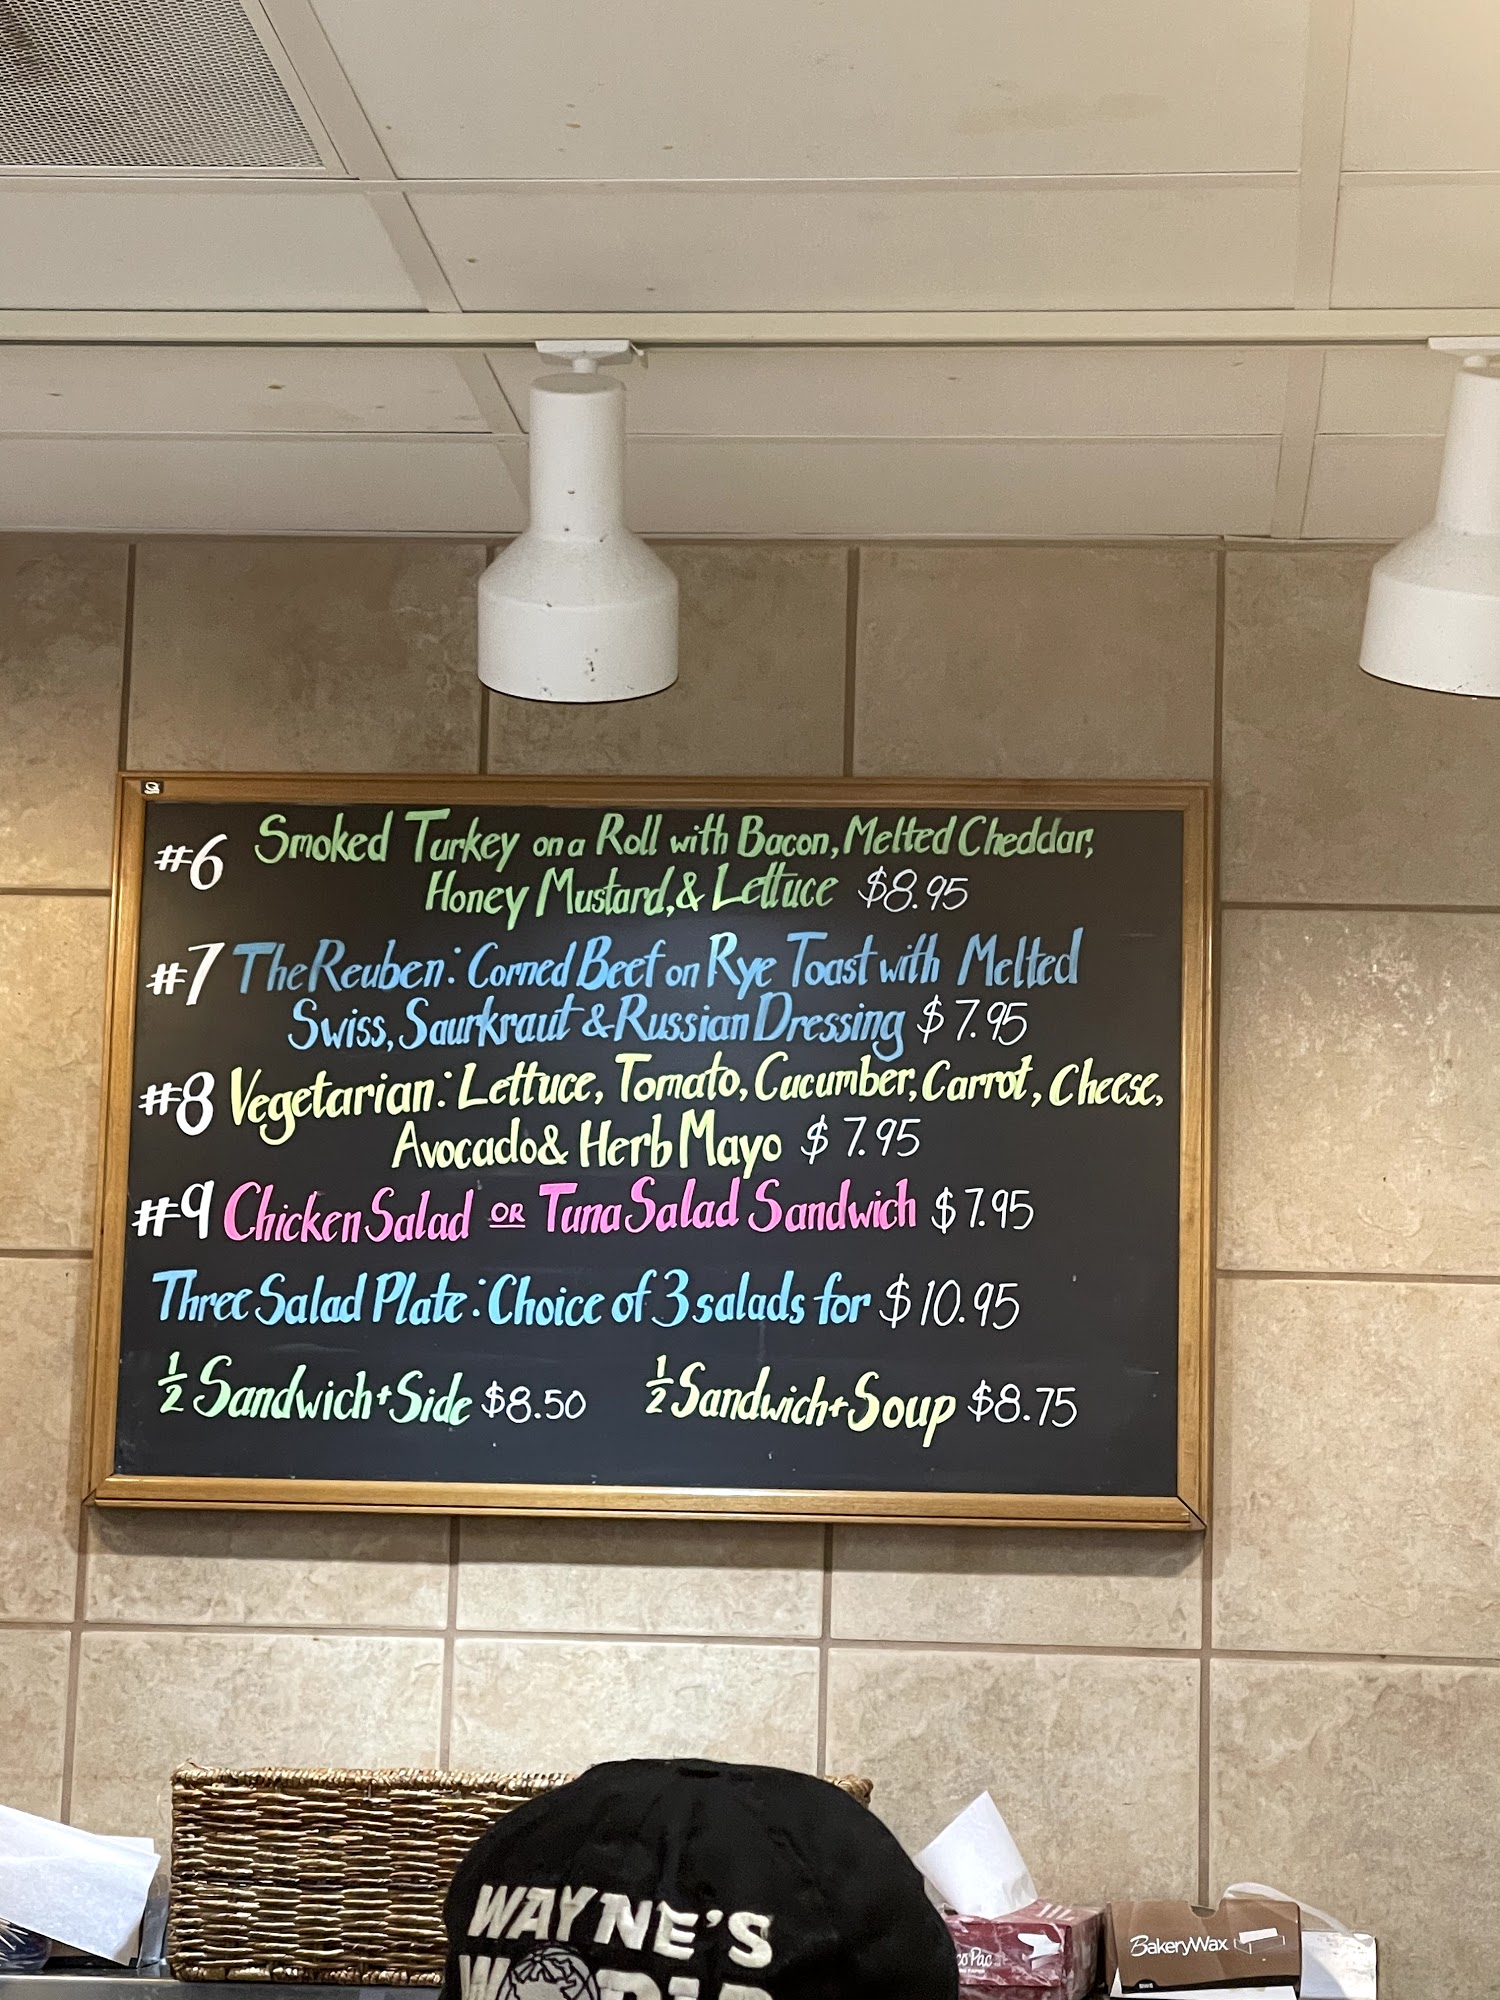 #6 Smoked Turkey on a Roll with Bacon, Melted Cheddar,
Honey Mustard, & Lettuce $8.95
#7 The Reuben: Corned Beef on Rye Toast with Melted
Swiss, Saurkraut & Russian Dressing $7.95
#8 Vegetarian: Lettuce, Tomato, Cucumber, Carrot, Cheese,
Avocado & Herb Mayo $7.95
#9 Chicken Salad OR Tuna Salad Sandwich $7.95
Three Salad Plate: Choice of 3 salads for $10.95
½ Sandwich + Side $8.50 ½ Sandwich + Soup $8.75
WAYNE'S
WORLD
BakeryWax